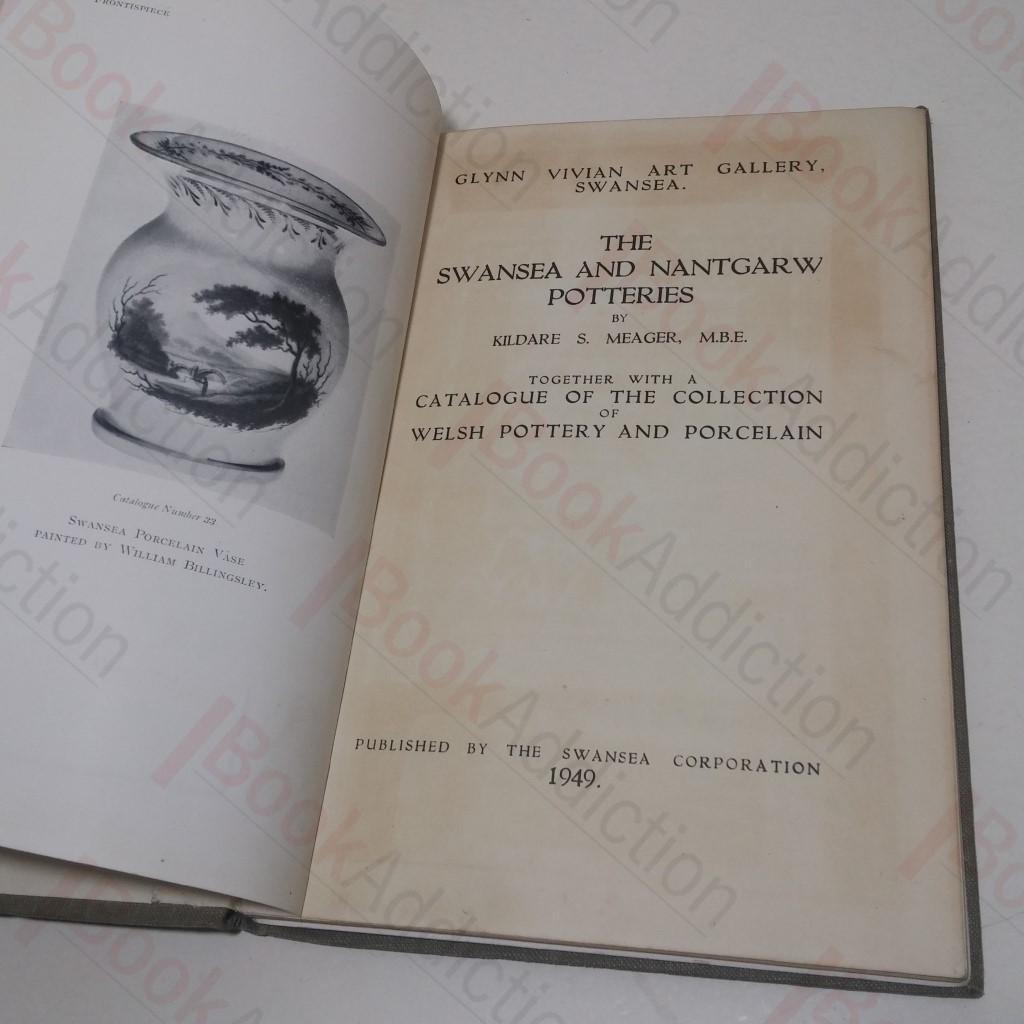 FRONTISPIECE
Catalogue Number 23
SWANSEA PORCELAIN VASE
PAINTED BY WILLIAM BILLINGSLEY.
GLYNN VIVIAN ART GALLERY,
SWANSEA.
THE
SWANSEA AND NANTGARW
POTTERIES
BY
KILDARE S. MEAGER, M.B.E.
TOGETHER WITH A
CATALOGUE OF THE COLLECTION
OF
WELSH POTTERY AND PORCELAIN
PUBLISHED BY THE SWANSEA CORPORATION
1949.
BookAddiction